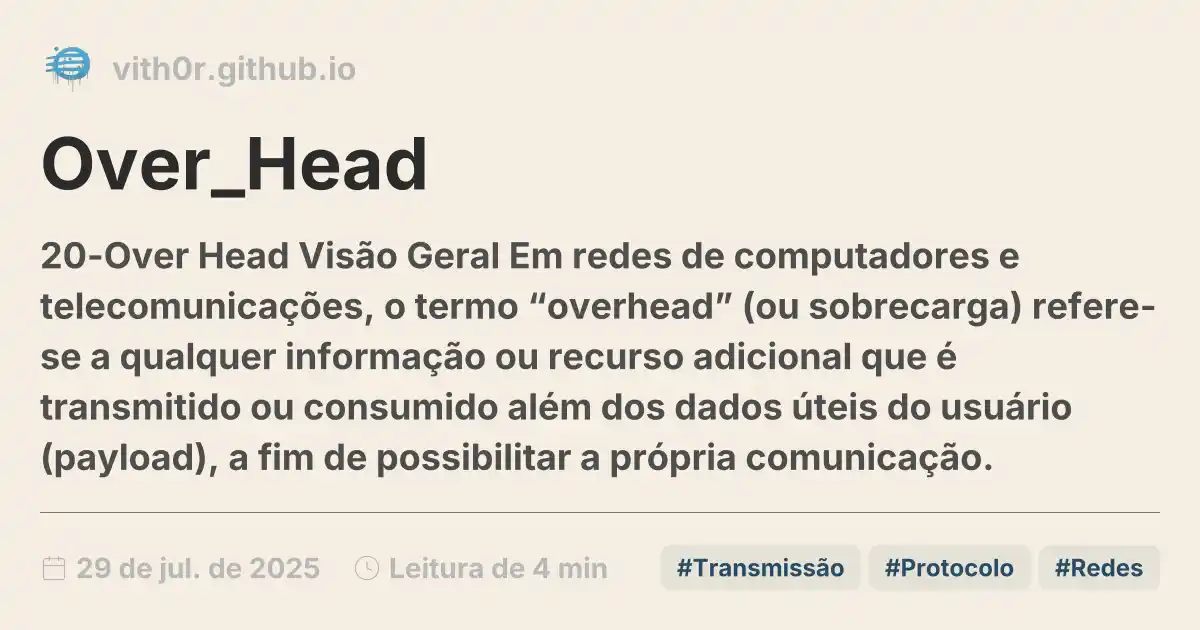 vith0r.github.io
Over_Head
20-Over Head Visão Geral Em redes de computadores e
telecomunicações, o termo “overhead” (ou sobrecarga) refere-
se a qualquer informação ou recurso adicional que é
transmitido ou consumido além dos dados úteis do usuário
(payload), a fim de possibilitar a própria comunicação.
29 de jul. de 2025 Leitura de 4 min #Transmissão #Protocolo #Redes